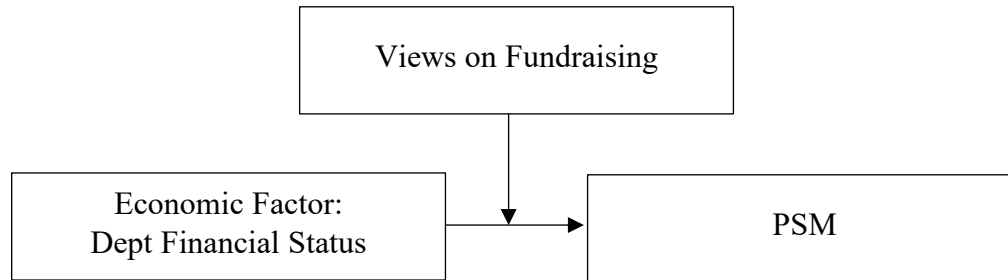 Views on Fundraising
Economic Factor:
Dept Financial Status
PSM